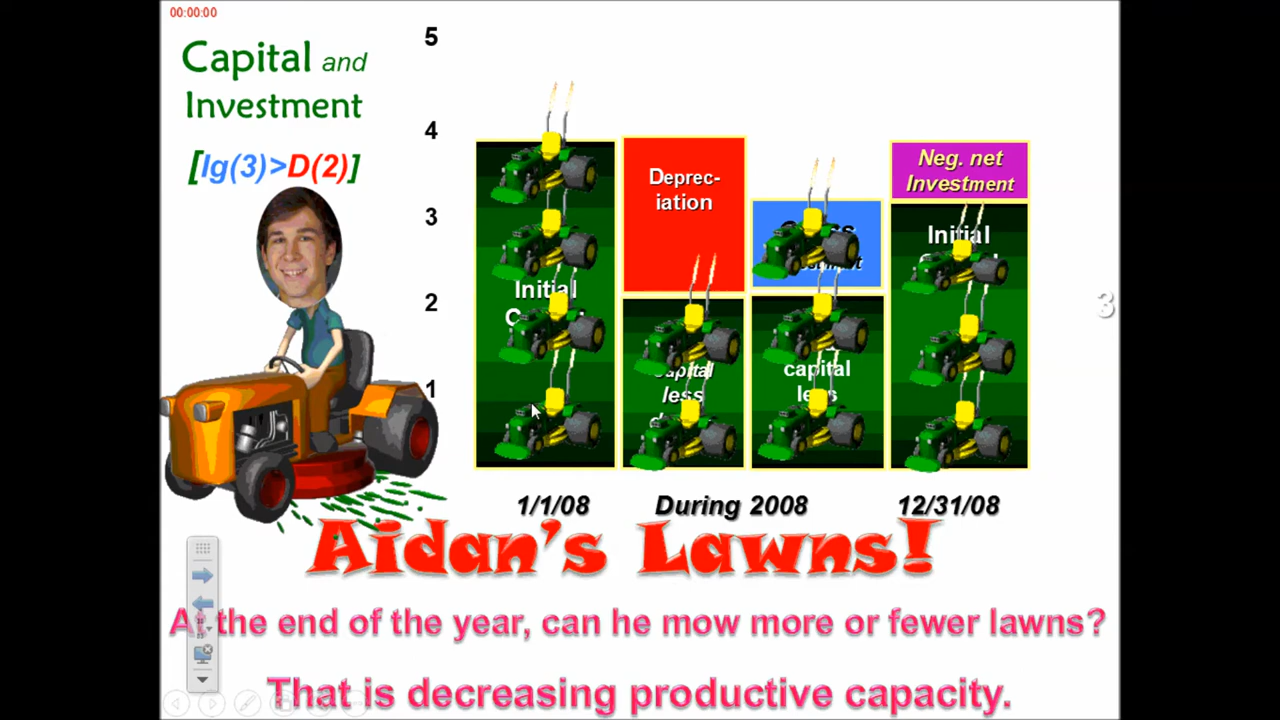 00:00:00
Capital and
Investment
[Ig(3)>D(2)]
5
4
3
2
1
Initial
Deprec-
iation
capital
less
capital
Neg. net
Investment
Initial
3
1/1/08
During 2008
12/31/08
Aidan's Lawns!
At the end of the year, can he mow more or fewer lawns?
That is decreasing productive capacity.